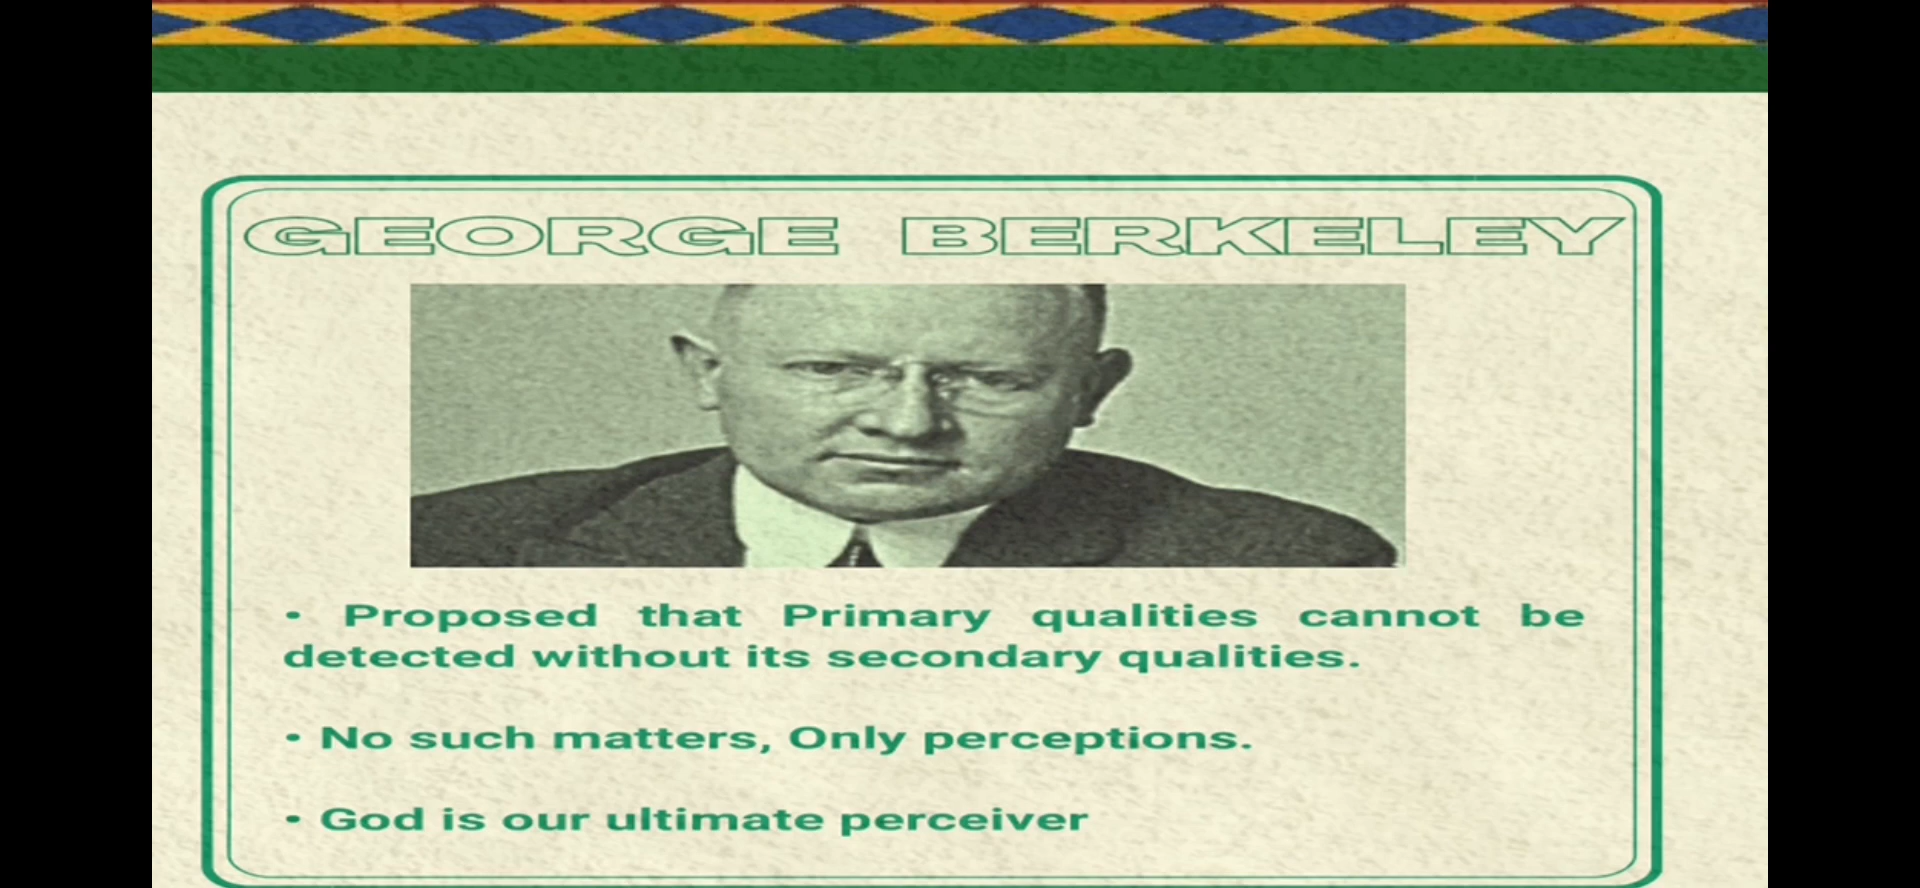 GEORGE BERKELEY
• Proposed that Primary qualities cannot be
detected without its secondary qualities.
• No such matters, Only perceptions.
• God is our ultimate perceiver